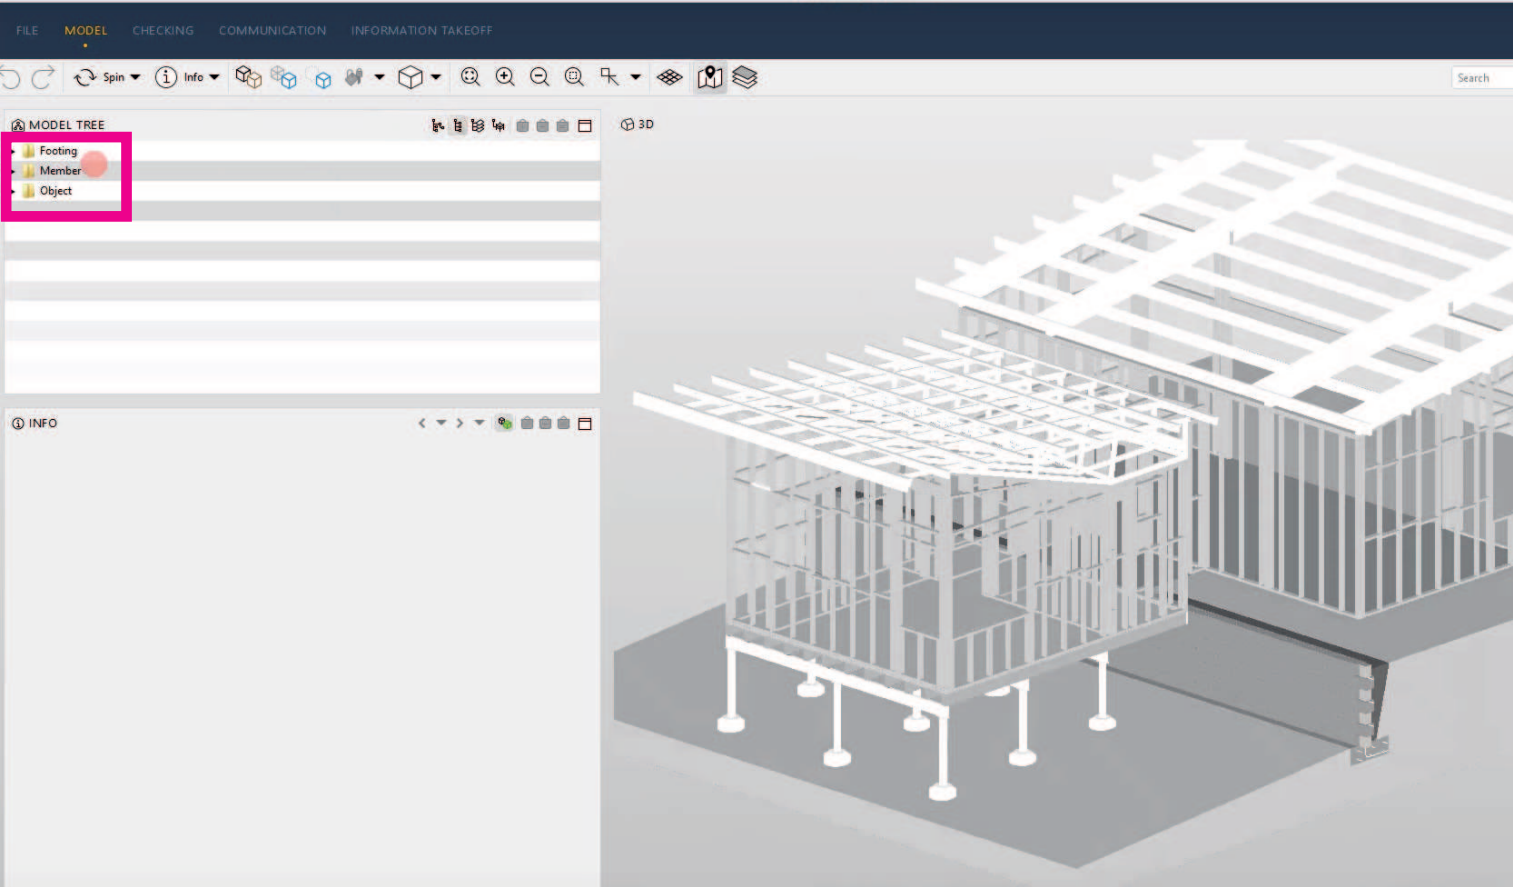 FILE MODEL CHECKING COMMUNICATION INFORMATION TAKEOFF
Spin Info Search
MODEL TREE
Footing
Member
Object
3D
INFO